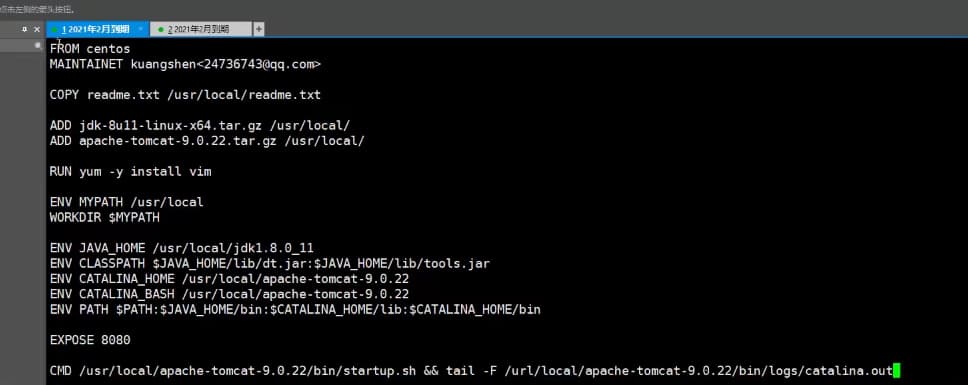 点击左侧的箭头按钮。
1 2021年2月到期
2 2021年2月到期
FROM centos
MAINTAINET kuangshen<24736743@qq.com>
COPY readme.txt /usr/local/readme.txt
ADD jdk-8u11-linux-x64.tar.gz /usr/local/
ADD apache-tomcat-9.0.22.tar.gz /usr/local/
RUN yum -y install vim
ENV MYPATH /usr/local
WORKDIR $MYPATH
ENV JAVA_HOME /usr/local/jdk1.8.0_11
ENV CLASSPATH $JAVA_HOME/lib/dt.jar:$JAVA_HOME/lib/tools.jar
ENV CATALINA_HOME /usr/local/apache-tomcat-9.0.22
ENV CATALINA_BASH /usr/local/apache-tomcat-9.0.22
ENV PATH $PATH:$JAVA_HOME/bin:$CATALINA_HOME/lib:$CATALINA_HOME/bin
EXPOSE 8080
CMD /usr/local/apache-tomcat-9.0.22/bin/startup.sh && tail -F /url/local/apache-tomcat-9.0.22/bin/logs/catalina.out